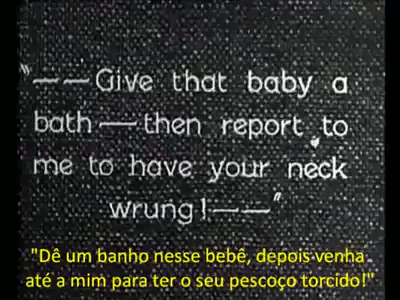 "——Give that baby a
bath——then report to
me to have your neck
wrung!——"
"Dê um banho nesse bebê, depois venha
até a mim para ter o seu pescoço torcido!"